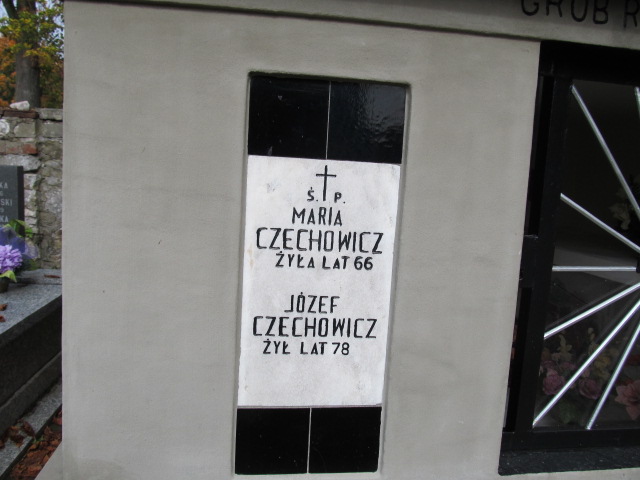 GRÓB R
Ś. P.
MARIA
CZECHOWICZ
ŻYŁA LAT 66
JÓZEF
CZECHOWICZ
ŻYŁ LAT 78